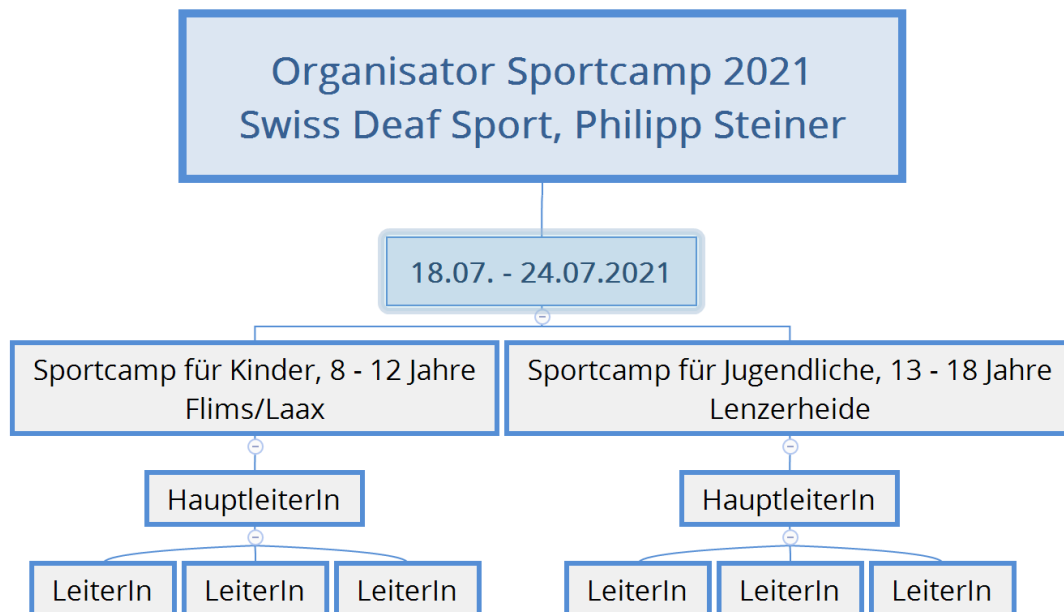 Organisator Sportcamp 2021
Swiss Deaf Sport, Philipp Steiner
18.07. - 24.07.2021
Sportcamp für Kinder, 8 - 12 Jahre
Flims/Laax
Sportcamp für Jugendliche, 13 - 18 Jahre
Lenzerheide
HauptleiterIn
HauptleiterIn
LeiterIn
LeiterIn
LeiterIn
LeiterIn
LeiterIn
LeiterIn